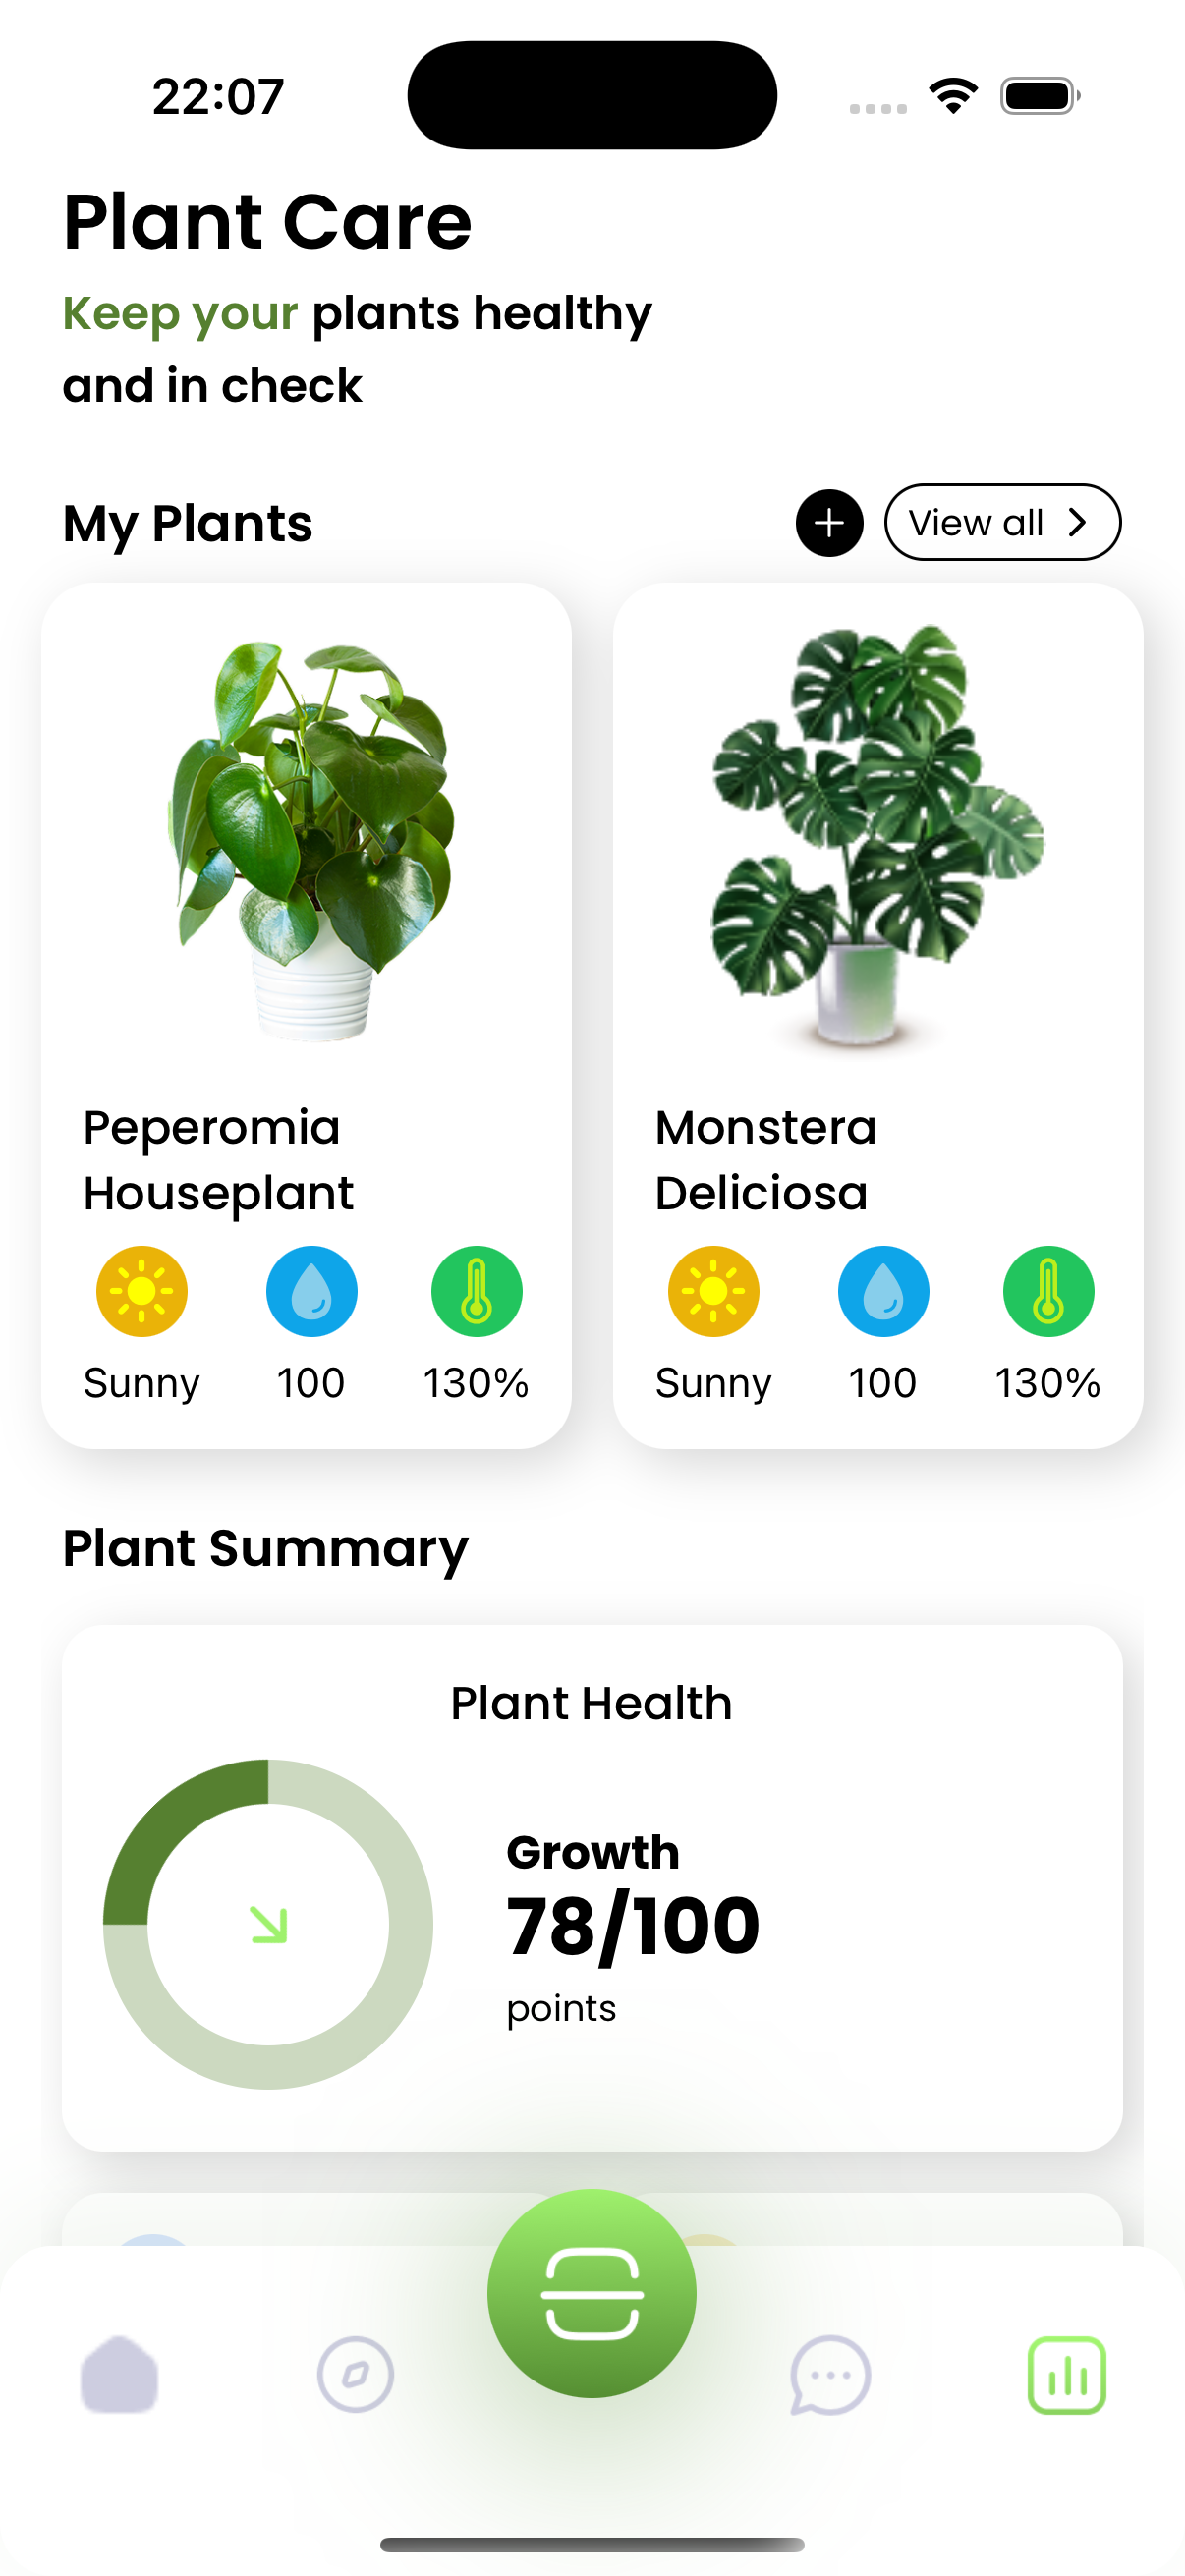 22:07
Plant Care
Keep your plants healthy
and in check
My Plants
View all
Peperomia
Houseplant
Sunny
100
130%
Monstera
Deliciosa
Sunny
100
130%
Plant Summary
Plant Health
Growth
78/100
points